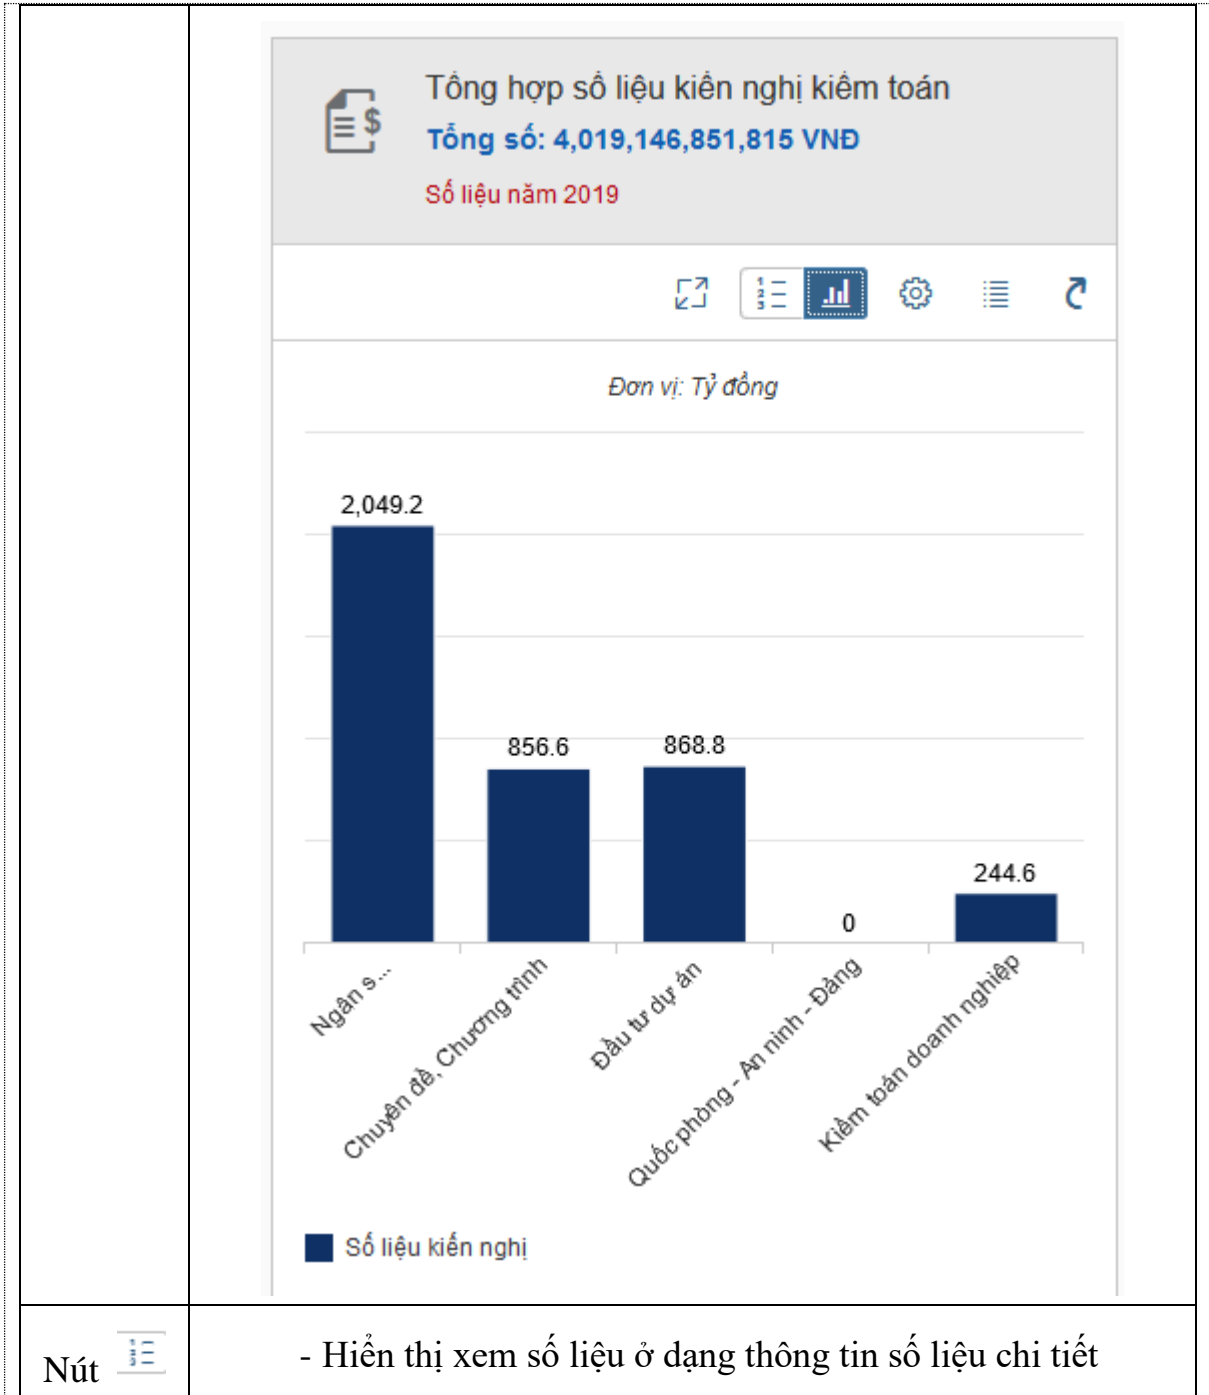 Tổng hợp số liệu kiến nghị kiểm toán
Tổng số: 4,019,146,851,815 VNĐ
Số liệu năm 2019
Đơn vị: Tỷ đồng
2,049.2
856.6
868.8
0
244.6
Ngân s...
Chuyên đề, Chương trình
Đầu tư dự án
Quốc phòng - An ninh - Đảng
Kiểm toán doanh nghiệp
Số liệu kiến nghị
Nút
- Hiển thị xem số liệu ở dạng thông tin số liệu chi tiết